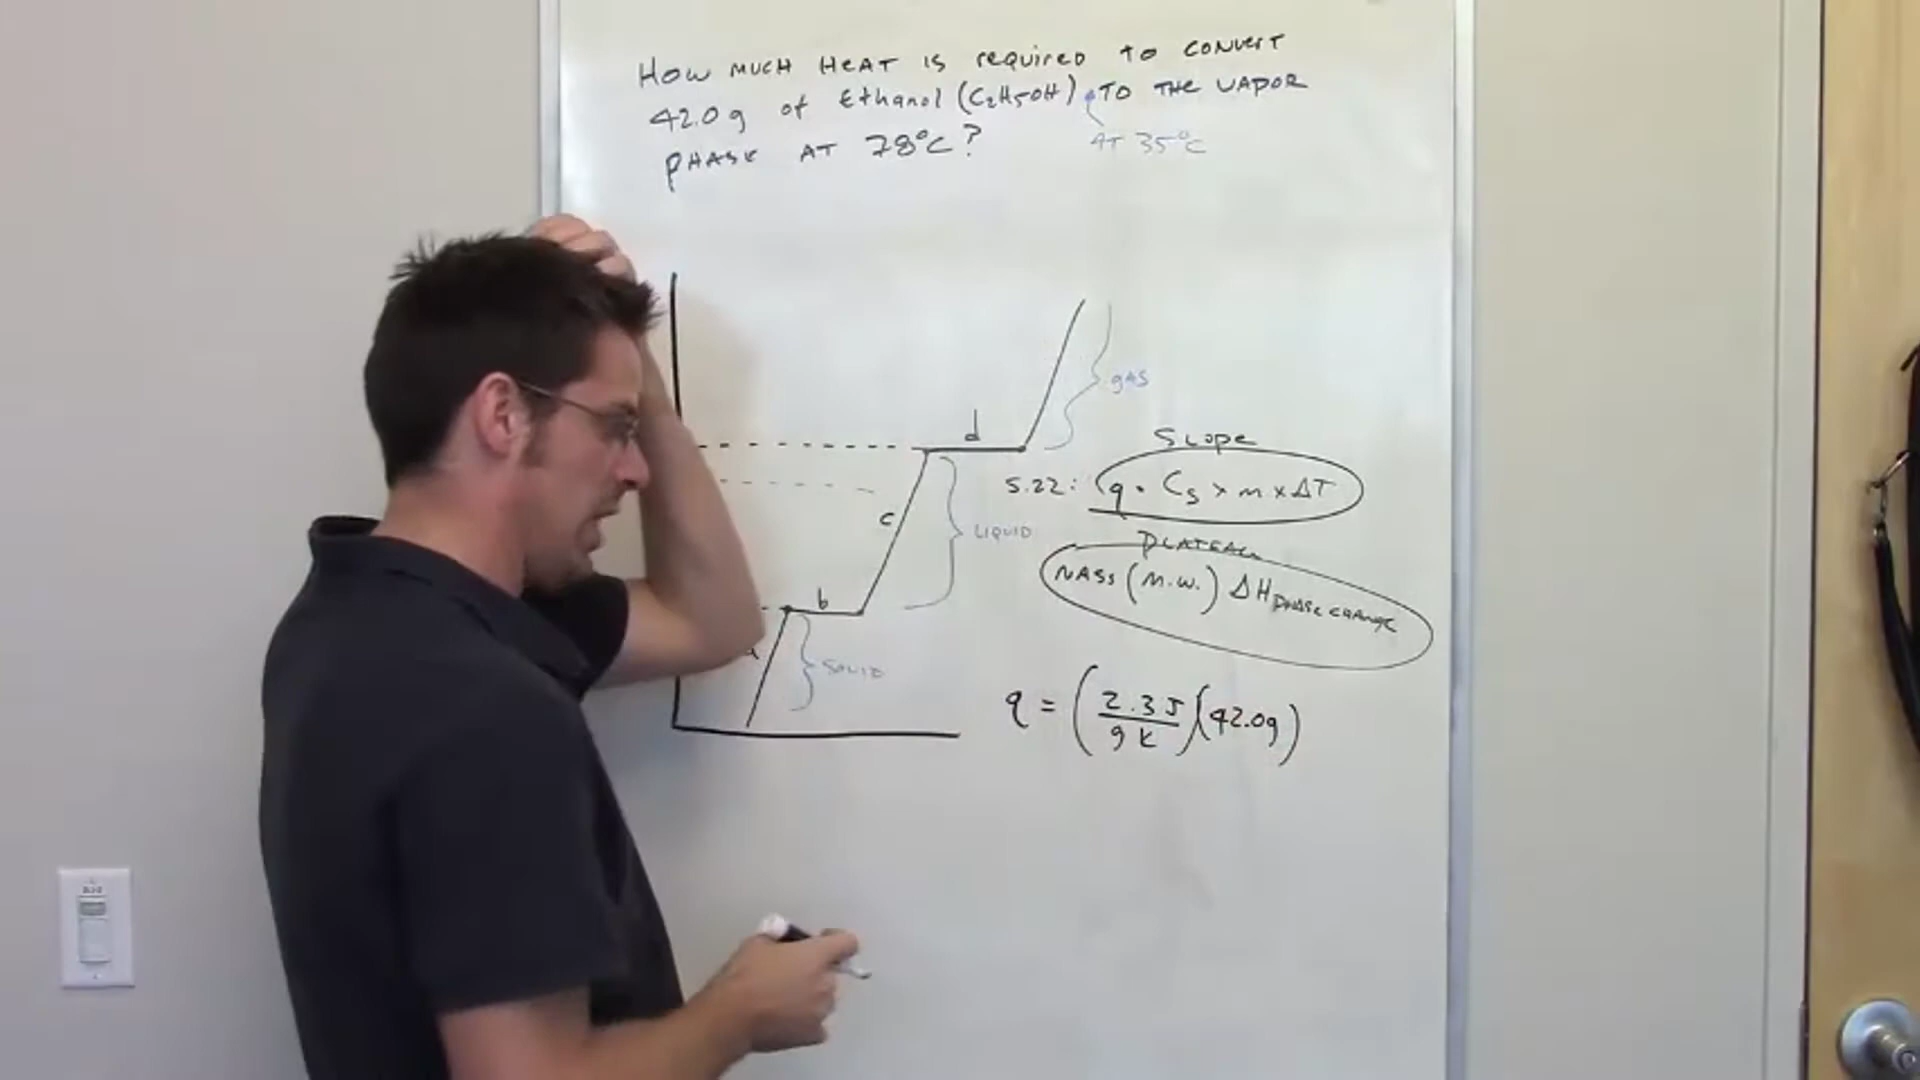 HOW MUCH HEAT IS required TO CONVERT
42.0 g of Ethanol (C2H5OH) TO THE VAPOR
AT 35°C
PHASE AT 78°C?
gAS
d
SLOPE
5.22: q = Cs x m x ΔT
c
LIQUID
PLATEAU
MASS (M.W.) ΔH PHASE CHANGE
b
a
SOLID
q = (2.3 J / g K)(42.0g)